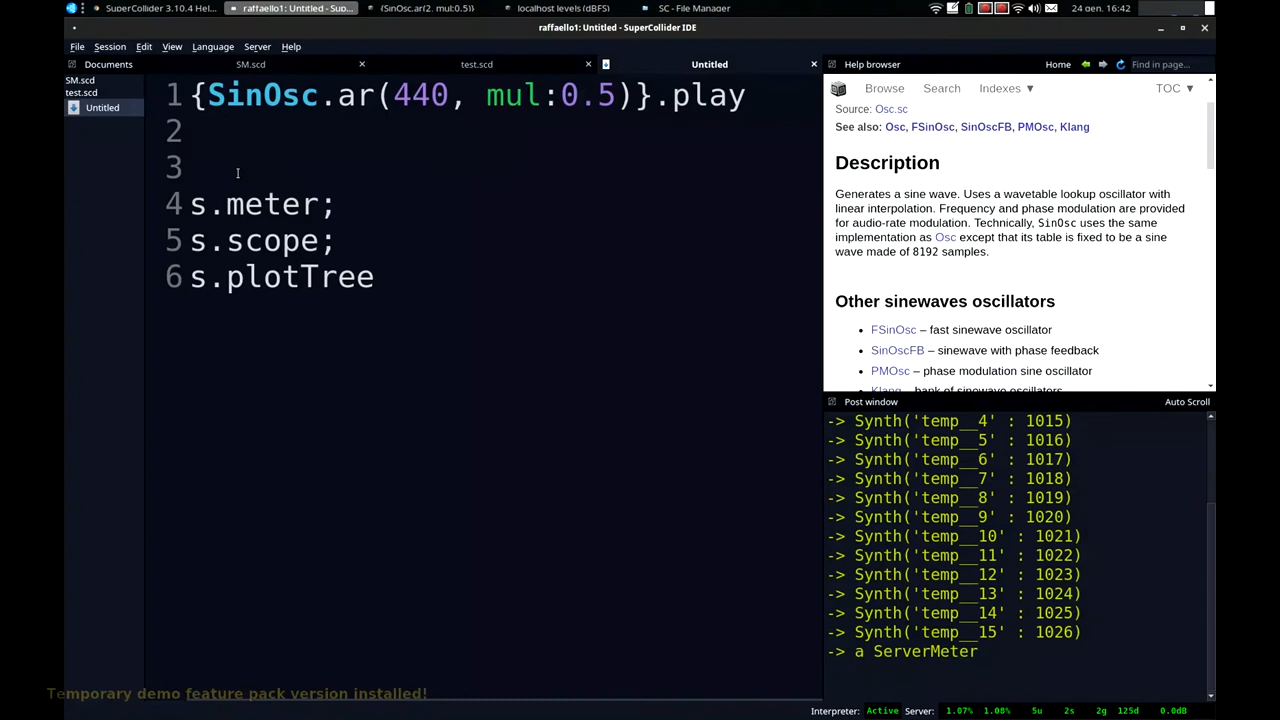 SuperCollider 3.10.4 Hel...
raffaello1: Untitled - Sup...
{SinOsc.ar(2, mul:0.5)}
localhost levels (dBFS)
SC - File Manager
24 gen, 16:42
raffaello1: Untitled - SuperCollider IDE
File Session Edit View Language Server Help
Documents
SM.scd
test.scd
Untitled
Help browser
Home
Find in page...
SM.scd
test.scd
Untitled
1 {SinOsc.ar(440, mul:0.5)}.play
2
3
4 s.meter;
5 s.scope;
6 s.plotTree
Browse Search Indexes ▼ TOC ▼
Source: Osc.sc
See also: Osc, FSinOsc, SinOscFB, PMOsc, Klang
Description
Generates a sine wave. Uses a wavetable lookup oscillator with
linear interpolation. Frequency and phase modulation are provided
for audio-rate modulation. Technically, SinOsc uses the same
implementation as Osc except that its table is fixed to be a sine
wave made of 8192 samples.
Other sinewaves oscillators
• FSinOsc – fast sinewave oscillator
• SinOscFB – sinewave with phase feedback
• PMOsc – phase modulation sine oscillator
• Klang – bank of sinewave oscillators
Post window
Auto Scroll
-> Synth('temp__4' : 1015)
-> Synth('temp__5' : 1016)
-> Synth('temp__6' : 1017)
-> Synth('temp__7' : 1018)
-> Synth('temp__8' : 1019)
-> Synth('temp__9' : 1020)
-> Synth('temp__10' : 1021)
-> Synth('temp__11' : 1022)
-> Synth('temp__12' : 1023)
-> Synth('temp__13' : 1024)
-> Synth('temp__14' : 1025)
-> Synth('temp__15' : 1026)
-> a ServerMeter
Temporary demo feature pack version installed!
Interpreter: Active Server: 1.07% 1.08% 5u 2s 2g 125d 0.0dB